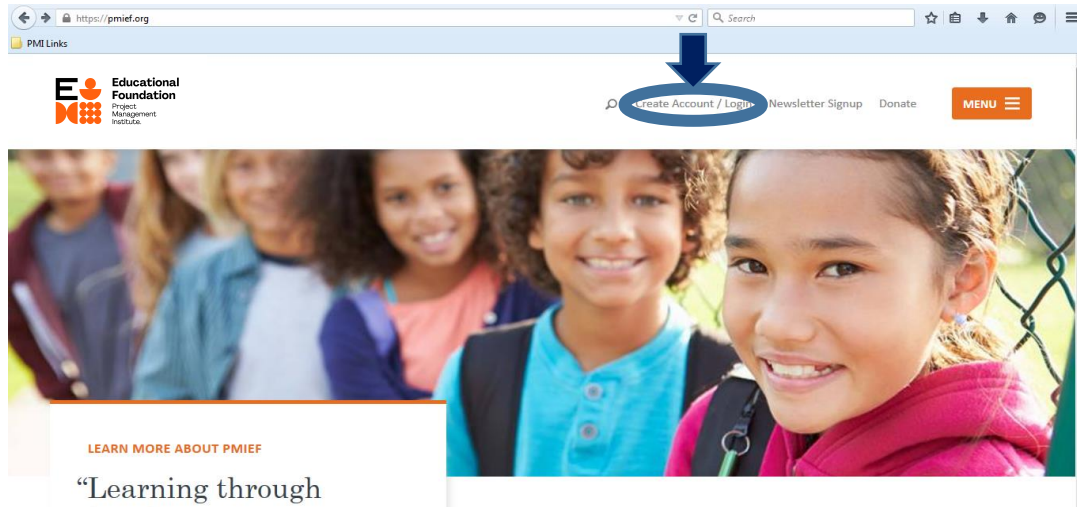 https://pmief.org
Search
PMI Links
Educational
Foundation
Project
Management
Institute.
Create Account / Login
Newsletter Signup
Donate
MENU
LEARN MORE ABOUT PMIEF
“Learning through